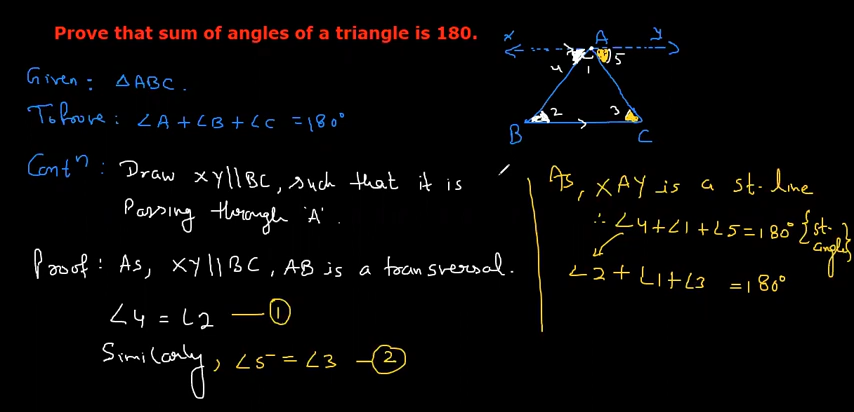 Prove that sum of angles of a triangle is 180.
Given: △ABC.
To Prove: ∠A+∠B+∠C =180°
Contⁿ: Draw XY||BC, such that it is
Passing through 'A'.
Proof: As, XY||BC, AB is a transversal.
∠4 = ∠2 — ①
Similarly, ∠5 = ∠3 — ②
x A y
4 1 5
2 3
B C
As, XAY is a st. line
∴ ∠4+∠1+∠5=180° {st. angles}
∠2 + ∠1+∠3 =180°